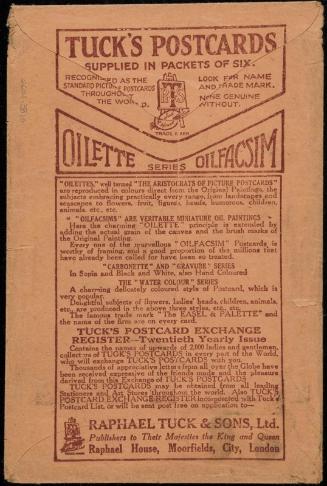 TUCK'S POSTCARDS
SUPPLIED IN PACKETS OF SIX.
RECOGNISED AS THE
STANDARD PICTURE POSTCARDS
THROUGHOUT
THE WORLD.
LOOK FOR NAME
AND TRADE MARK.
NONE GENUINE
WITHOUT.
TRADE MARK
OILETTE SERIES OILFACSIM
"OILETTES," well termed "THE ARISTOCRATS OF PICTURE POSTCARDS"
are reproduced in colours direct from the Original Paintings, the
subjects embracing practically every range, from landscapes and
seascapes to flowers, fruit, figures, heads, humorous, children,
animals, etc., etc.
"OILFACSIMS" ARE VERITABLE MINIATURE OIL PAINTINGS
Here the charming "OILETTE" principle is extended by
adding the actual grain of the canvas and the brush marks of
the Original Painting.
Every one of the marvellous "OILFACSIM" Postcards is
worthy of framing, and a good proportion of the millions that
have already been called for have been so treated.
"CARBONETTE" AND "GRAVURE" SERIES
In Sepia and Black and White, also Hand Coloured
THE "WATER COLOUR" SERIES
A charming delicately coloured style of Postcard, which is
very popular.
Delightful subjects of flowers, ladies' heads, children, animals,
etc., are produced in the above three styles, etc., etc.
The famous trade mark "The EASEL & PALETTE" and
the name of the firm are on every card.
TUCK'S POSTCARD EXCHANGE
REGISTER—Twentieth Yearly Issue
Contains the names of upwards of 2,000 ladies and gentlemen,
collectors of TUCK'S POSTCARDS in every part of the World,
who will exchange TUCK'S POSTCARDS with you.
Thousands of appreciative letters from all over the Globe have
been received expressive of the friends made and the pleasure
derived from this Exchange of TUCK'S POSTCARDS.
TUCK'S POSTCARDS may be obtained from all leading
Stationery and Art Stores throughout the World. Also TUCK'S
POSTCARD EXCHANGE REGISTER incorporated with Tuck's
Postcard List, or will be sent post free on application to—
RAPHAEL TUCK & SONS, Ltd.
Publishers to Their Majesties the King and Queen
Raphael House, Moorfields, City, London